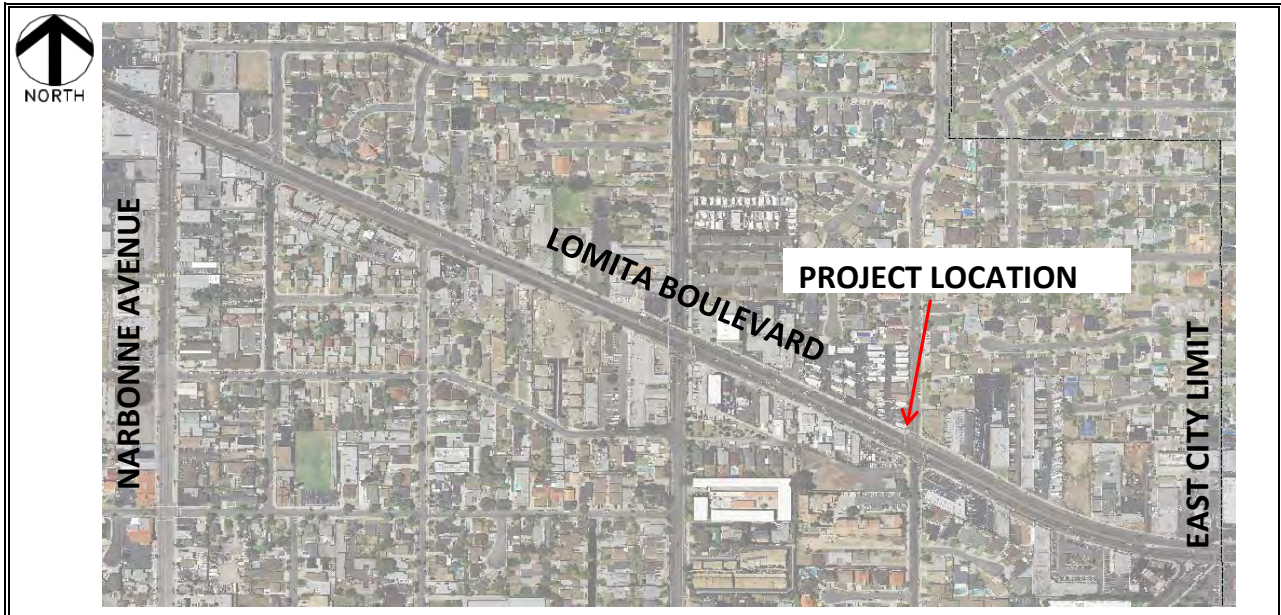 NORTH
NARBONNE AVENUE
LOMITA BOULEVARD
PROJECT LOCATION
EAST CITY LIMIT